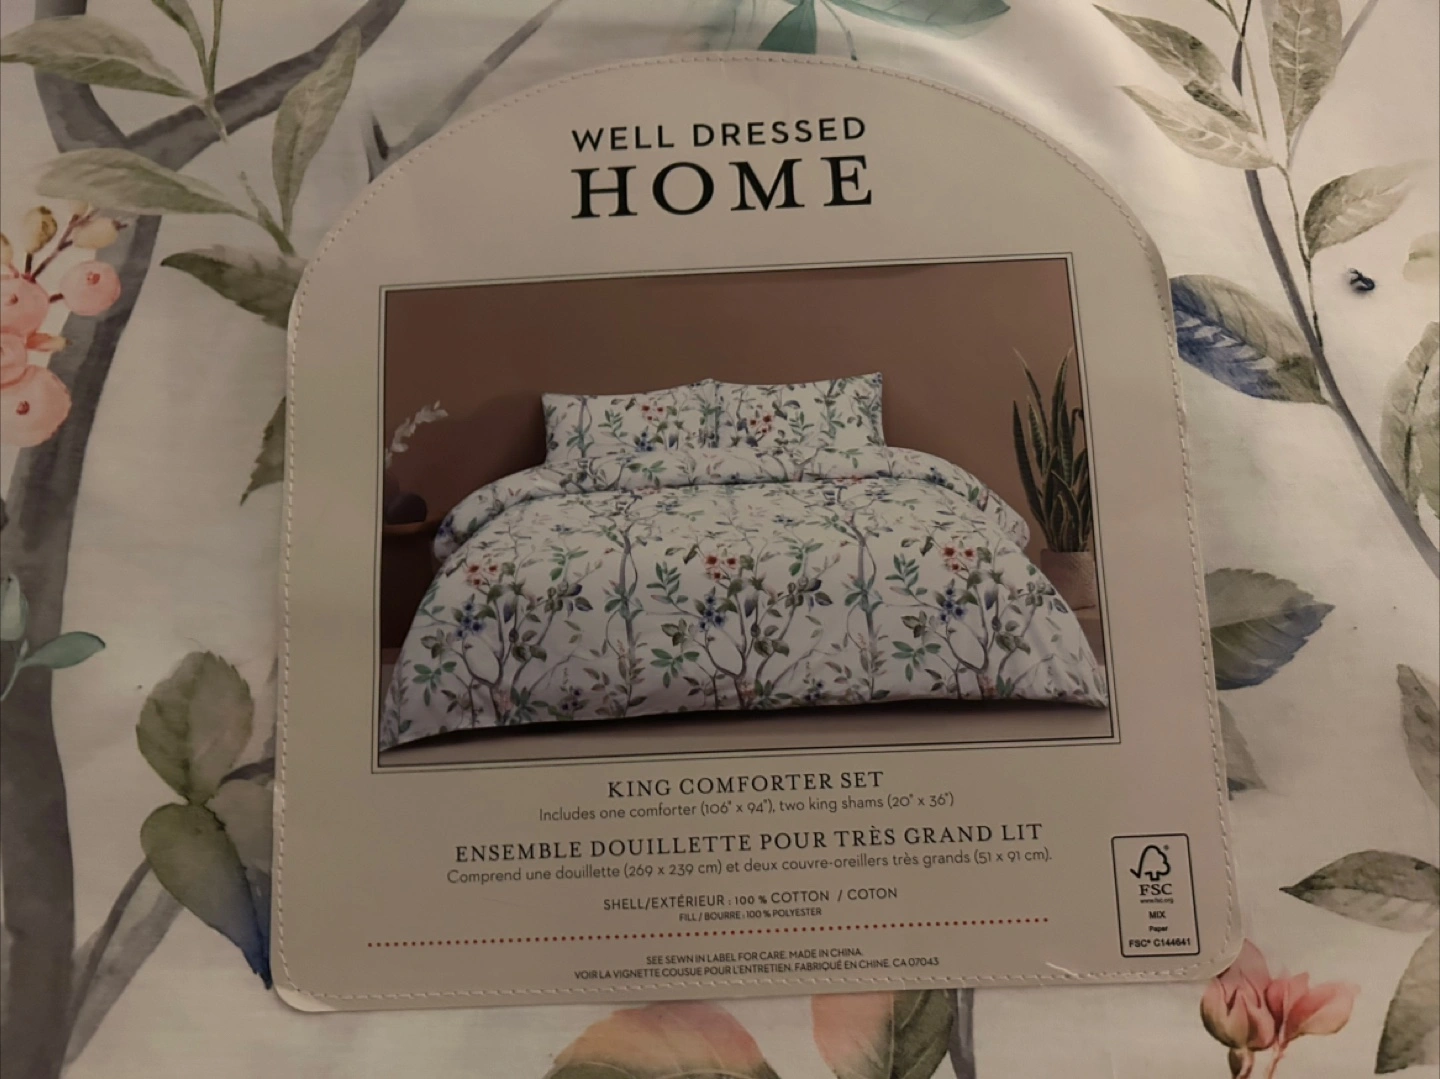 WELL DRESSED
HOME
KING COMFORTER SET
Includes one comforter (106" x 94"), two king shams (20" x 36")
ENSEMBLE DOUILLETTE POUR TRÈS GRAND LIT
Comprend une douillette (269 x 239 cm) et deux couvre-oreillers très grands (51 x 91 cm).
SHELL/EXTÉRIEUR : 100 % COTTON / COTON
FILL / BOURRE : 100 % POLYESTER
SEE SEWN IN LABEL FOR CARE. MADE IN CHINA.
VOIR LA VIGNETTE COUSUE POUR L'ENTRETIEN. FABRIQUÉ EN CHINE. CA 07043
FSC
www.fsc.org
MIX
Paper
FSC® C144641